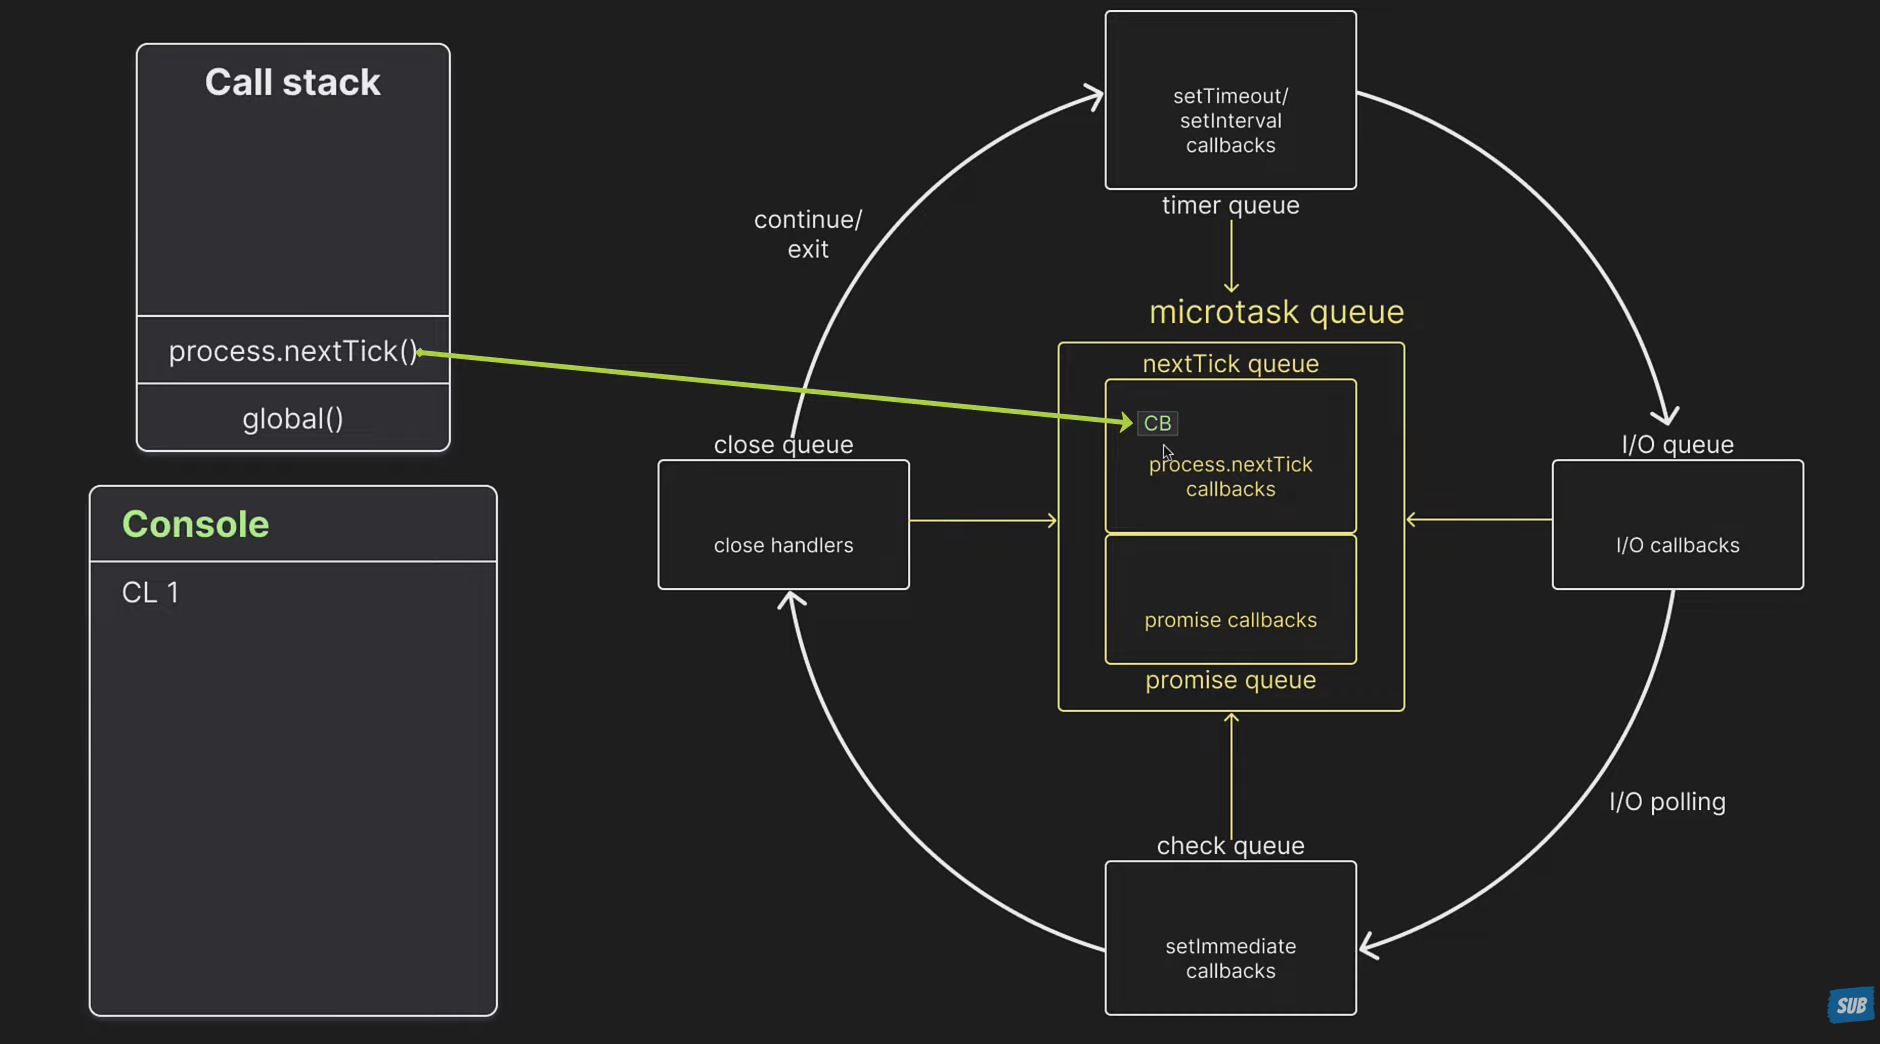 Call stack
process.nextTick()
global()
Console
CL 1
setTimeout/
setInterval
callbacks
timer queue
continue/
exit
microtask queue
nextTick queue
CB
process.nextTick
callbacks
promise callbacks
promise queue
close queue
close handlers
I/O queue
I/O callbacks
I/O polling
check queue
setImmediate
callbacks
SUB